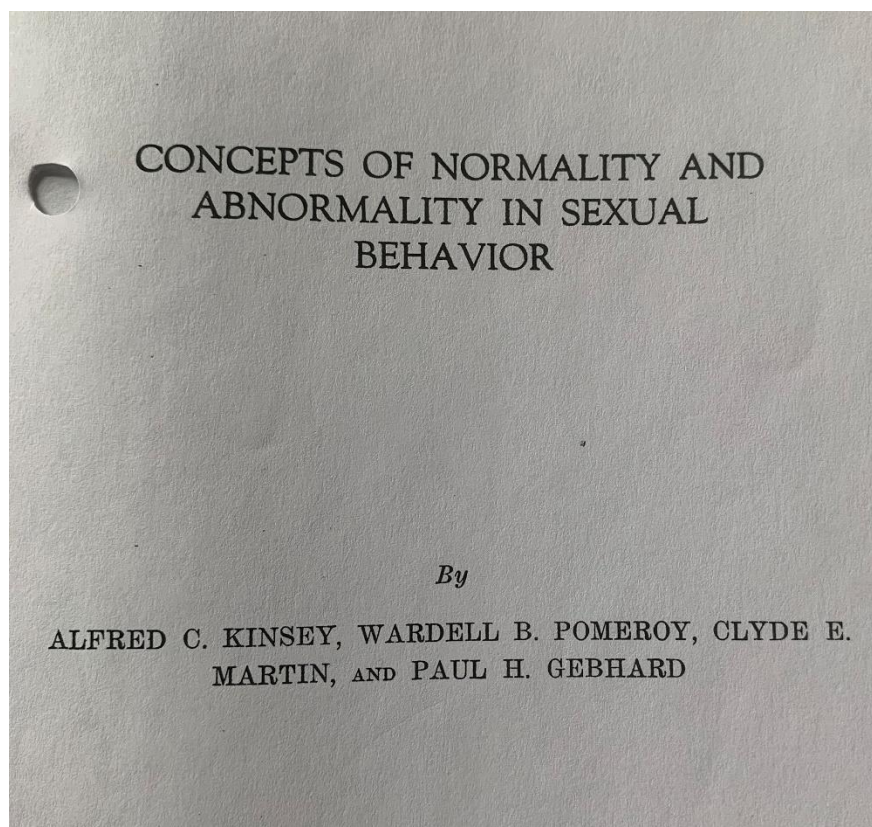 CONCEPTS OF NORMALITY AND
ABNORMALITY IN SEXUAL
BEHAVIOR
By
ALFRED C. KINSEY, WARDELL B. POMEROY, CLYDE E.
MARTIN, AND PAUL H. GEBHARD